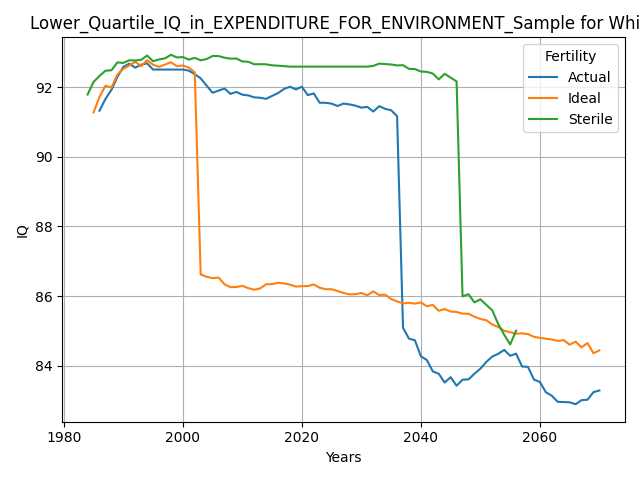 Lower_Quartile_IQ_in_EXPENDITURE_FOR_ENVIRONMENT_Sample for Whi
Fertility
Actual
Ideal
Sterile
IQ
92
90
88
86
84
1980
2000
2020
2040
2060
Years